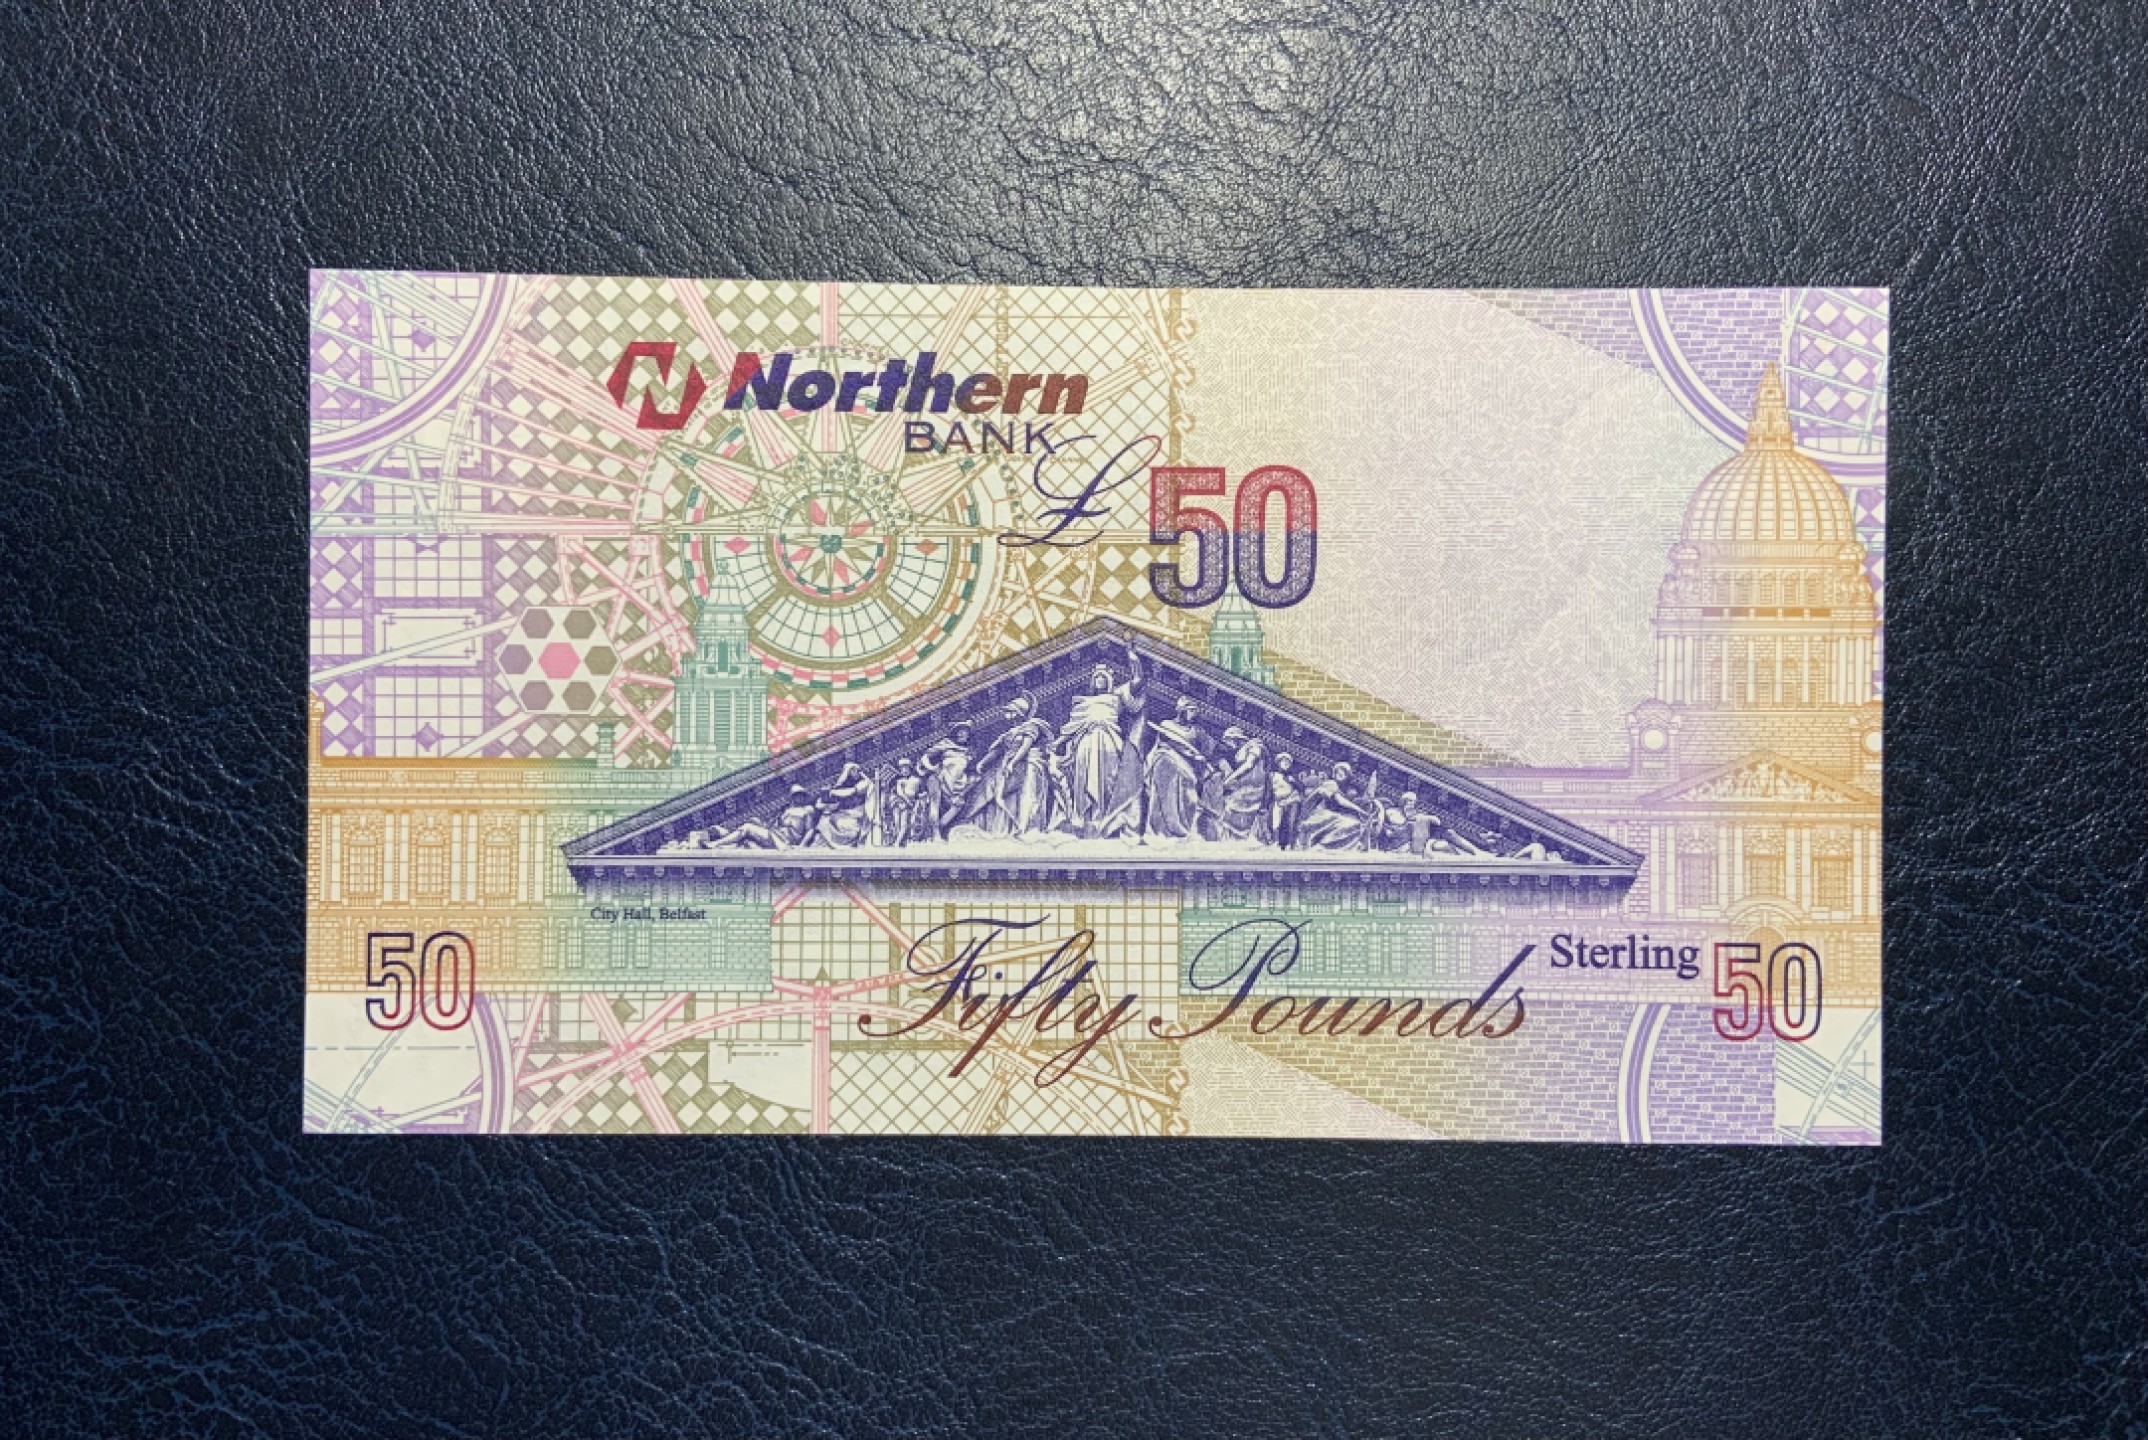 Northern
BANK
£50
City Hall, Belfast
50
Fifty Pounds Sterling
50